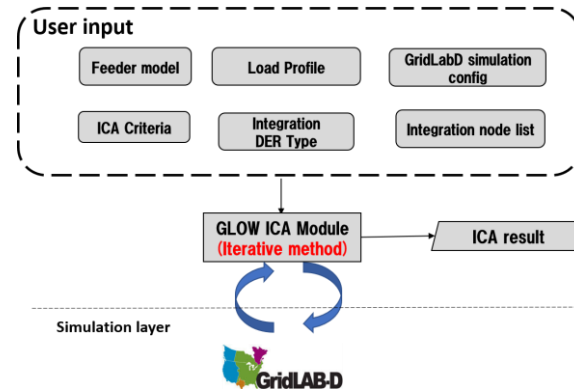 User input
Feeder model
Load Profile
GridLabD simulation
config
ICA Criteria
Integration
DER Type
Integration node list
GLOW ICA Module
(Iterative method)
ICA result
Simulation layer
GridLAB-D